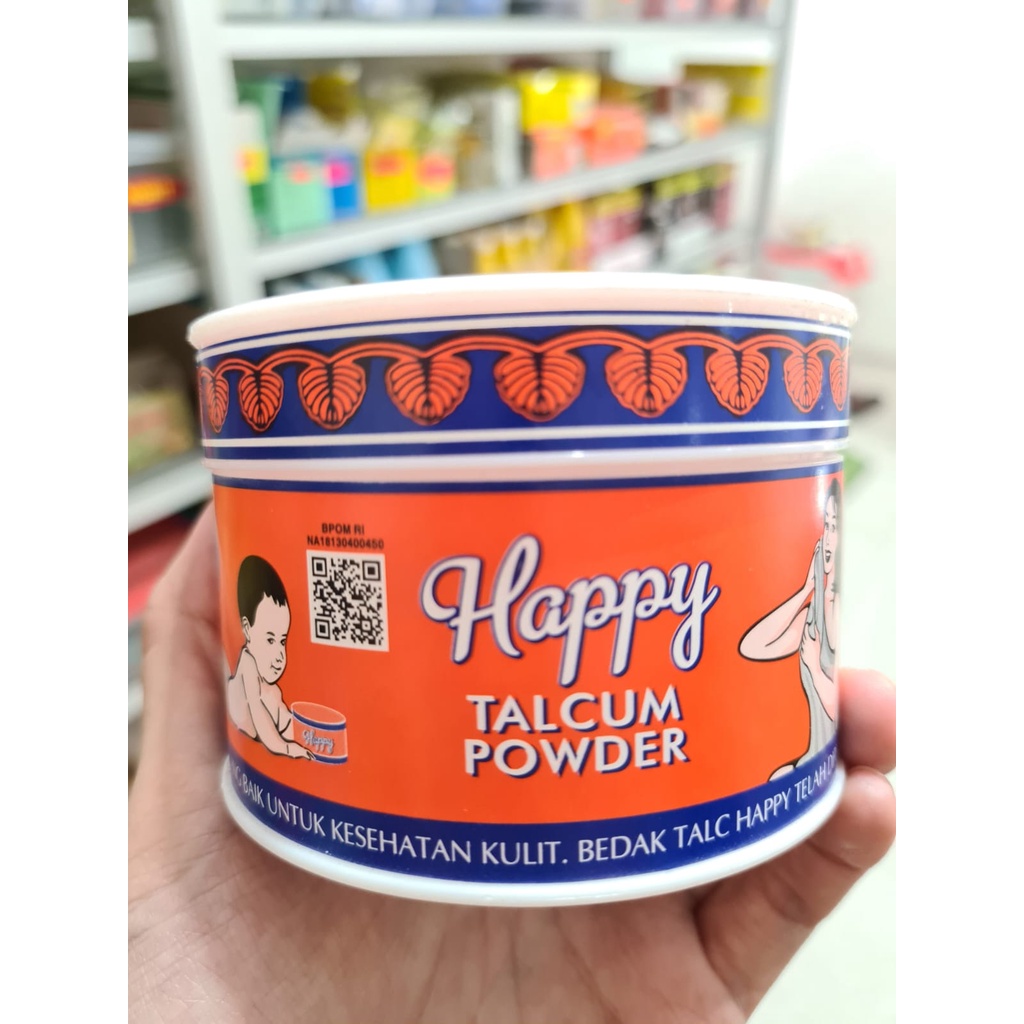 BPOM RI
NA18130400450
Happy
TALCUM
POWDER
Happy
BAIK UNTUK KESEHATAN KULIT. BEDAK TALC HAPPY TELAH